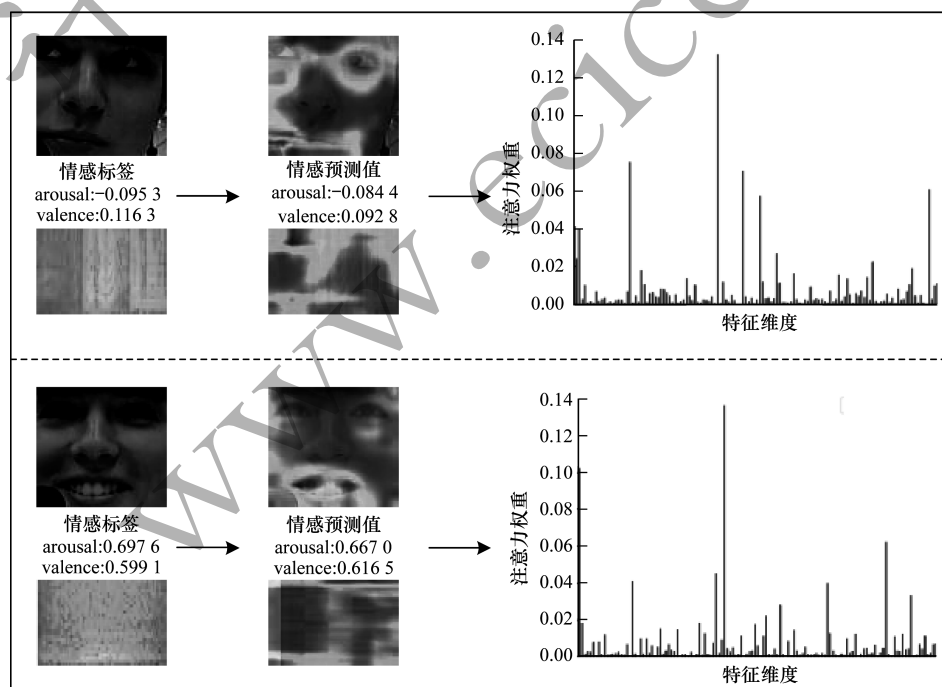 情感标签
arousal:-0.095 3
valence:0.116 3
情感预测值
arousal:-0.084 4
valence:0.092 8
注意力权重
0.14
0.12
0.10
0.08
0.06
0.04
0.02
0.00
特征维度
情感标签
arousal:0.697 6
valence:0.599 1
情感预测值
arousal:0.667 0
valence:0.616 5
注意力权重
0.14
0.12
0.10
0.08
0.06
0.04
0.02
0.00
特征维度
www.ecice